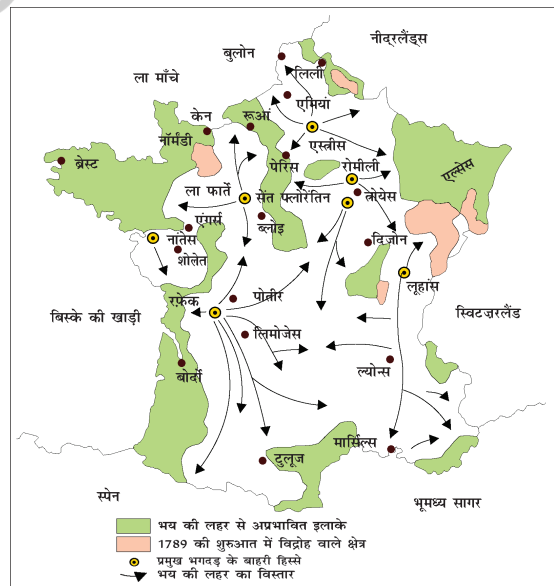 नीदरलैंड्स
बुलोन
लिली
ला माँचे
एमियां
केन
रूआं
नॉर्मंडी
एस्त्रीस
पेरिस
रोमीली
ब्रेस्ट
एल्सेस
ला फार्ते
सेंत फ्लोरेंतिन
त्रोयेस
ब्लोइ
एंगर्स
नांतेस
शोलेत
दिजोन
लूहांस
रफ़ेक
पोतीर
बिस्के की खाड़ी
स्विटज़रलैंड
लिमोजेस
ल्योन्स
बोर्दो
मार्सिल्स
टुलूज
स्पेन
भूमध्य सागर
भय की लहर से अप्रभावित इलाके
1789 की शुरुआत में विद्रोह वाले क्षेत्र
प्रमुख भगदड़ के बाहरी हिस्से
भय की लहर का विस्तार